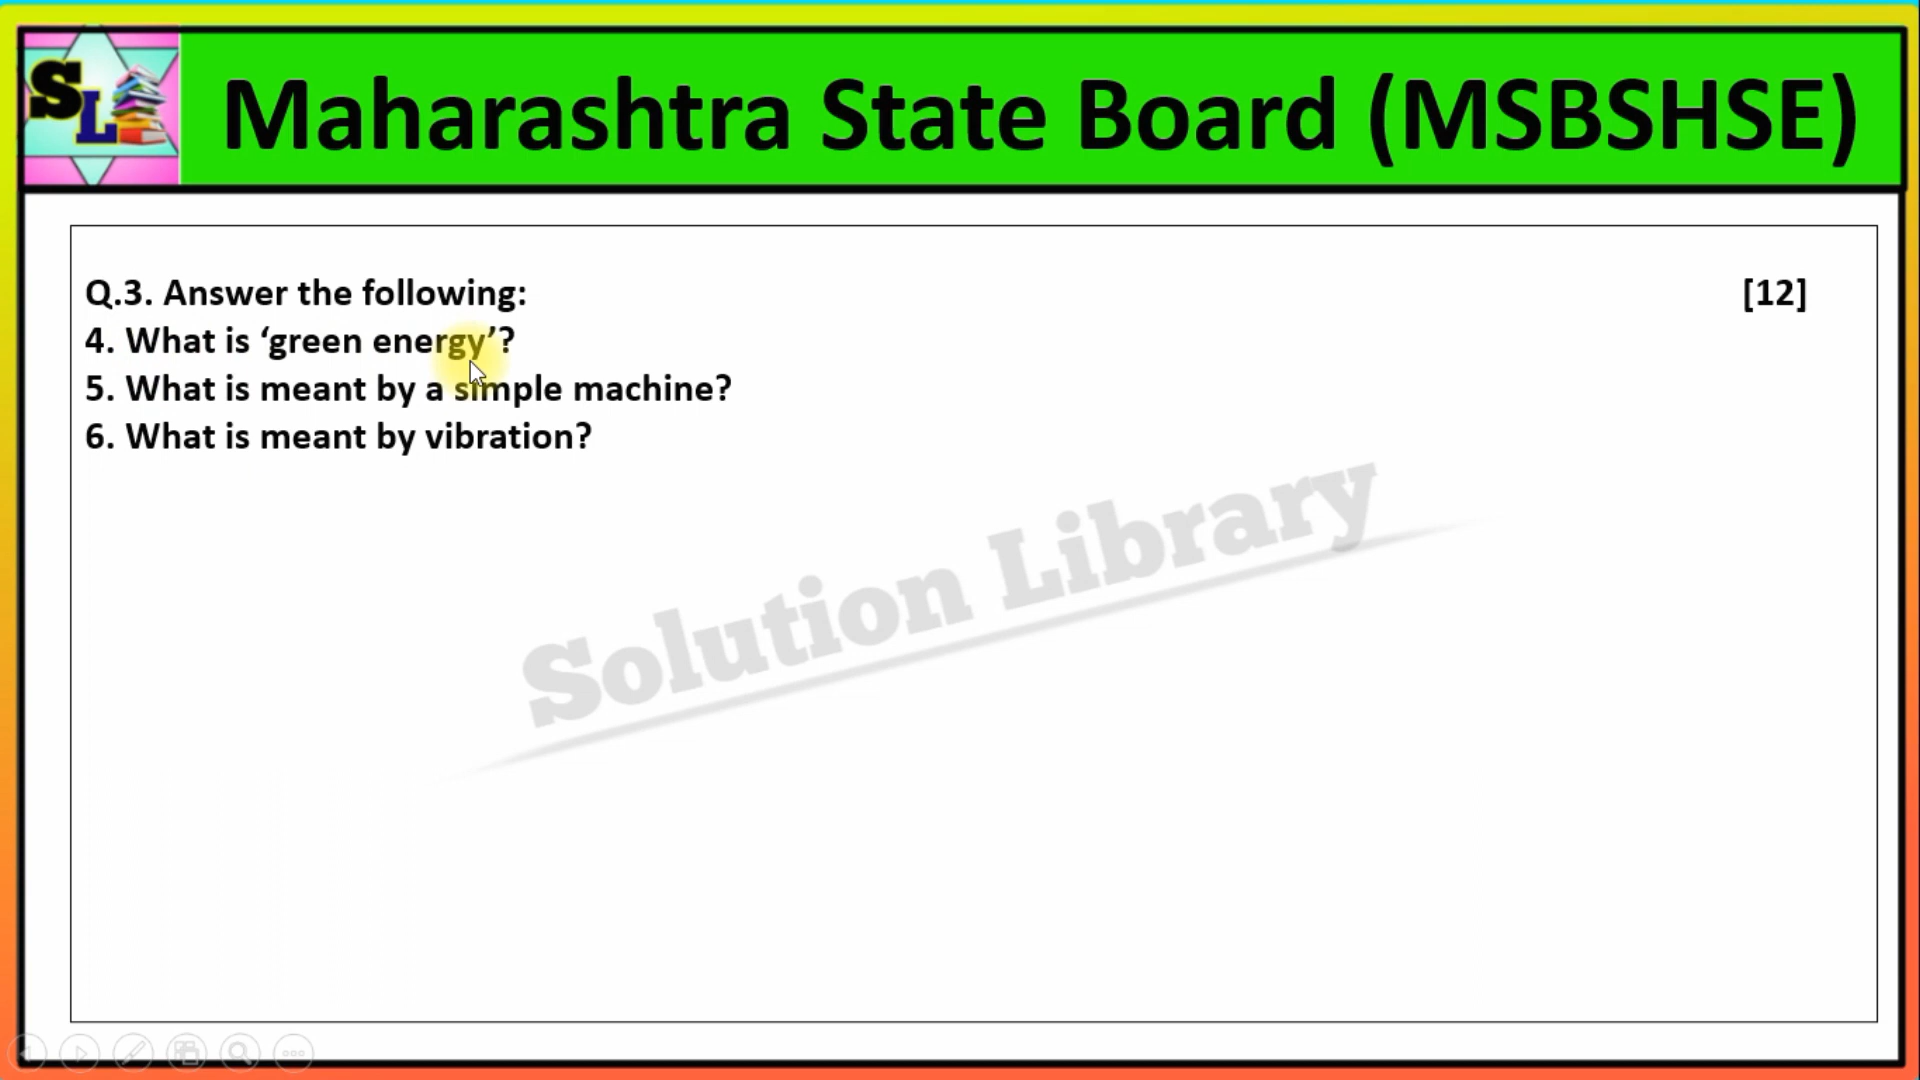 SL
Maharashtra State Board (MSBSHSE)
Q.3. Answer the following: [12]
4. What is ‘green energy’?
5. What is meant by a simple machine?
6. What is meant by vibration?
Solution Library